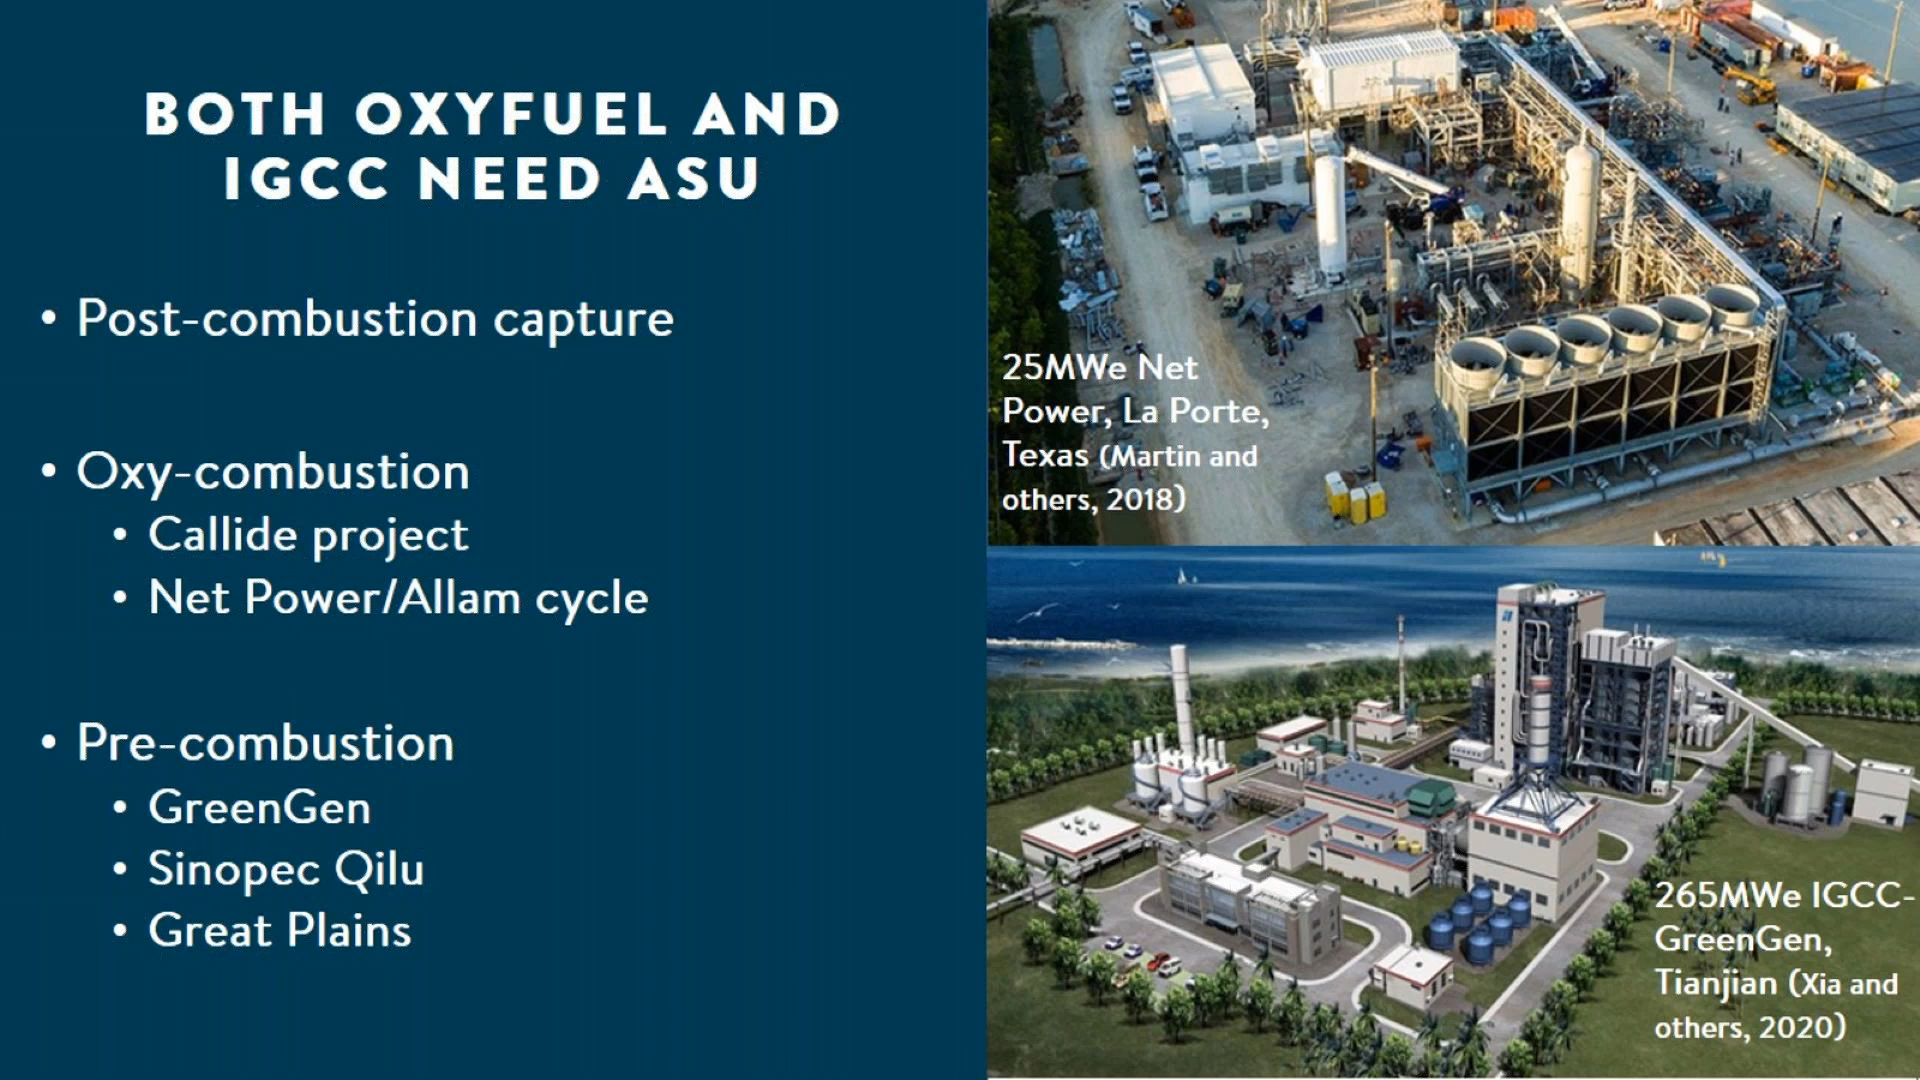 BOTH OXYFUEL AND
IGCC NEED ASU
• Post-combustion capture
• Oxy-combustion
• Callide project
• Net Power/Allam cycle
• Pre-combustion
• GreenGen
• Sinopec Qilu
• Great Plains
25MWe Net
Power, La Porte,
Texas (Martin and
others, 2018)
265MWe IGCC-
GreenGen,
Tianjian (Xia and
others, 2020)